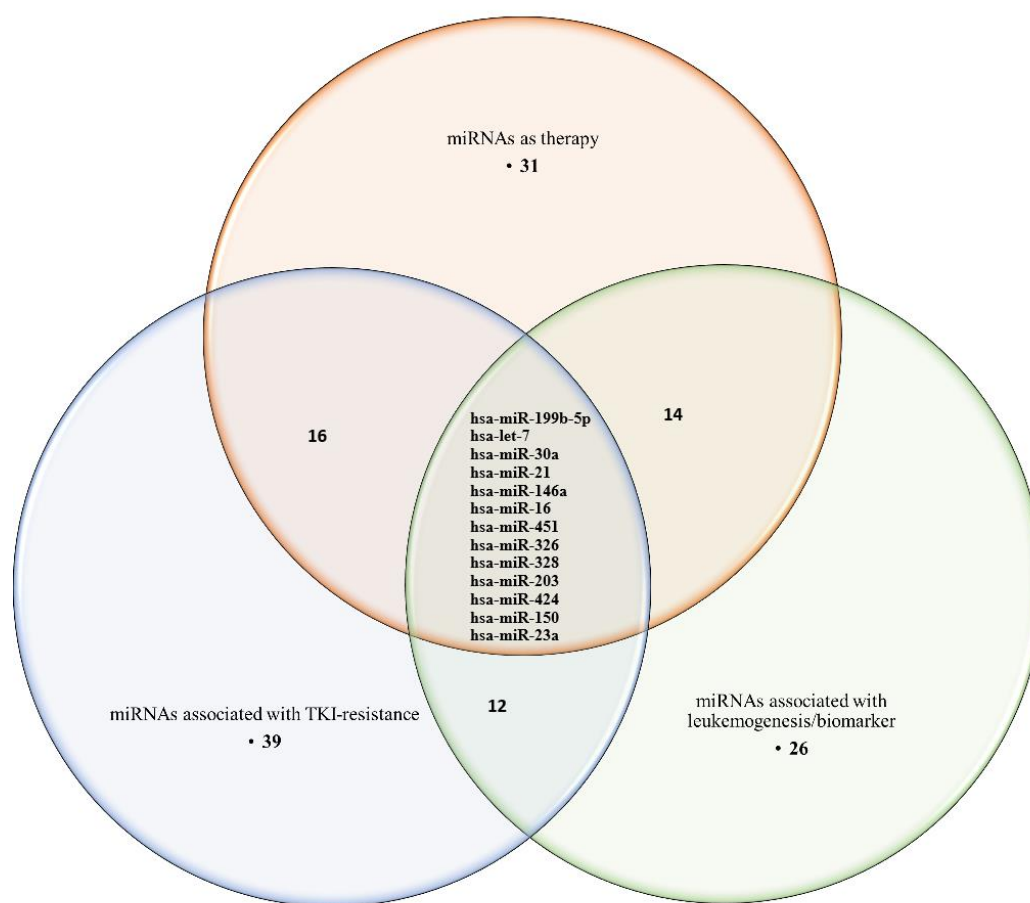 miRNAs as therapy
• 31
16
14
hsa-miR-199b-5p
hsa-let-7
hsa-miR-30a
hsa-miR-21
hsa-miR-146a
hsa-miR-16
hsa-miR-451
hsa-miR-326
hsa-miR-328
hsa-miR-203
hsa-miR-424
hsa-miR-150
hsa-miR-23a
miRNAs associated with TKI-resistance
• 39
12
miRNAs associated with
leukemogenesis/biomarker
• 26